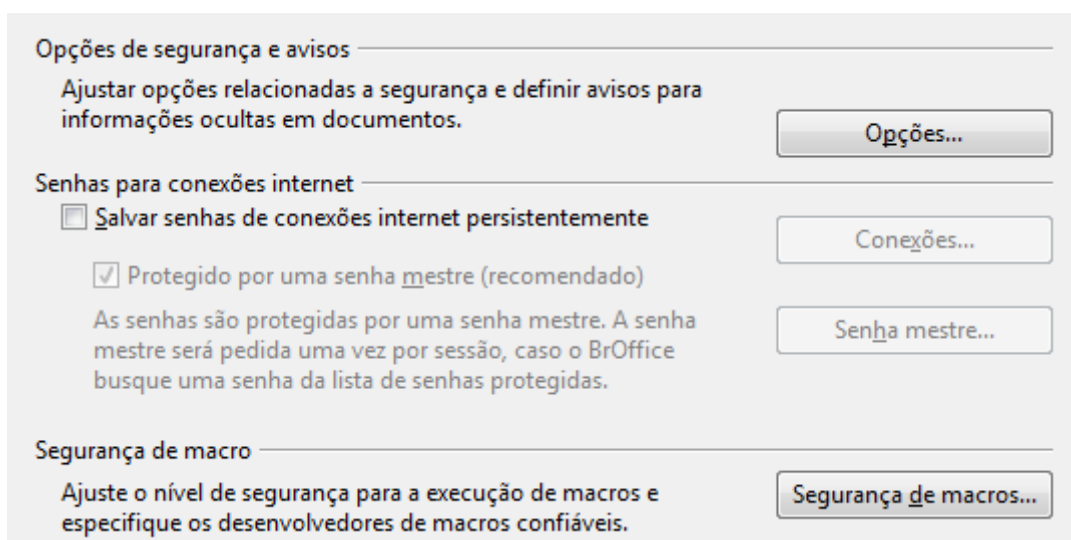 Opções de segurança e avisos
Ajustar opções relacionadas a segurança e definir avisos para
informações ocultas em documentos.
Opções...
Senhas para conexões internet
Salvar senhas de conexões internet persistentemente
Conexões...
Protegido por uma senha mestre (recomendado)
As senhas são protegidas por uma senha mestre. A senha
mestre será pedida uma vez por sessão, caso o BrOffice
busque uma senha da lista de senhas protegidas.
Senha mestre...
Segurança de macro
Ajuste o nível de segurança para a execução de macros e
especifique os desenvolvedores de macros confiáveis.
Segurança de macros...